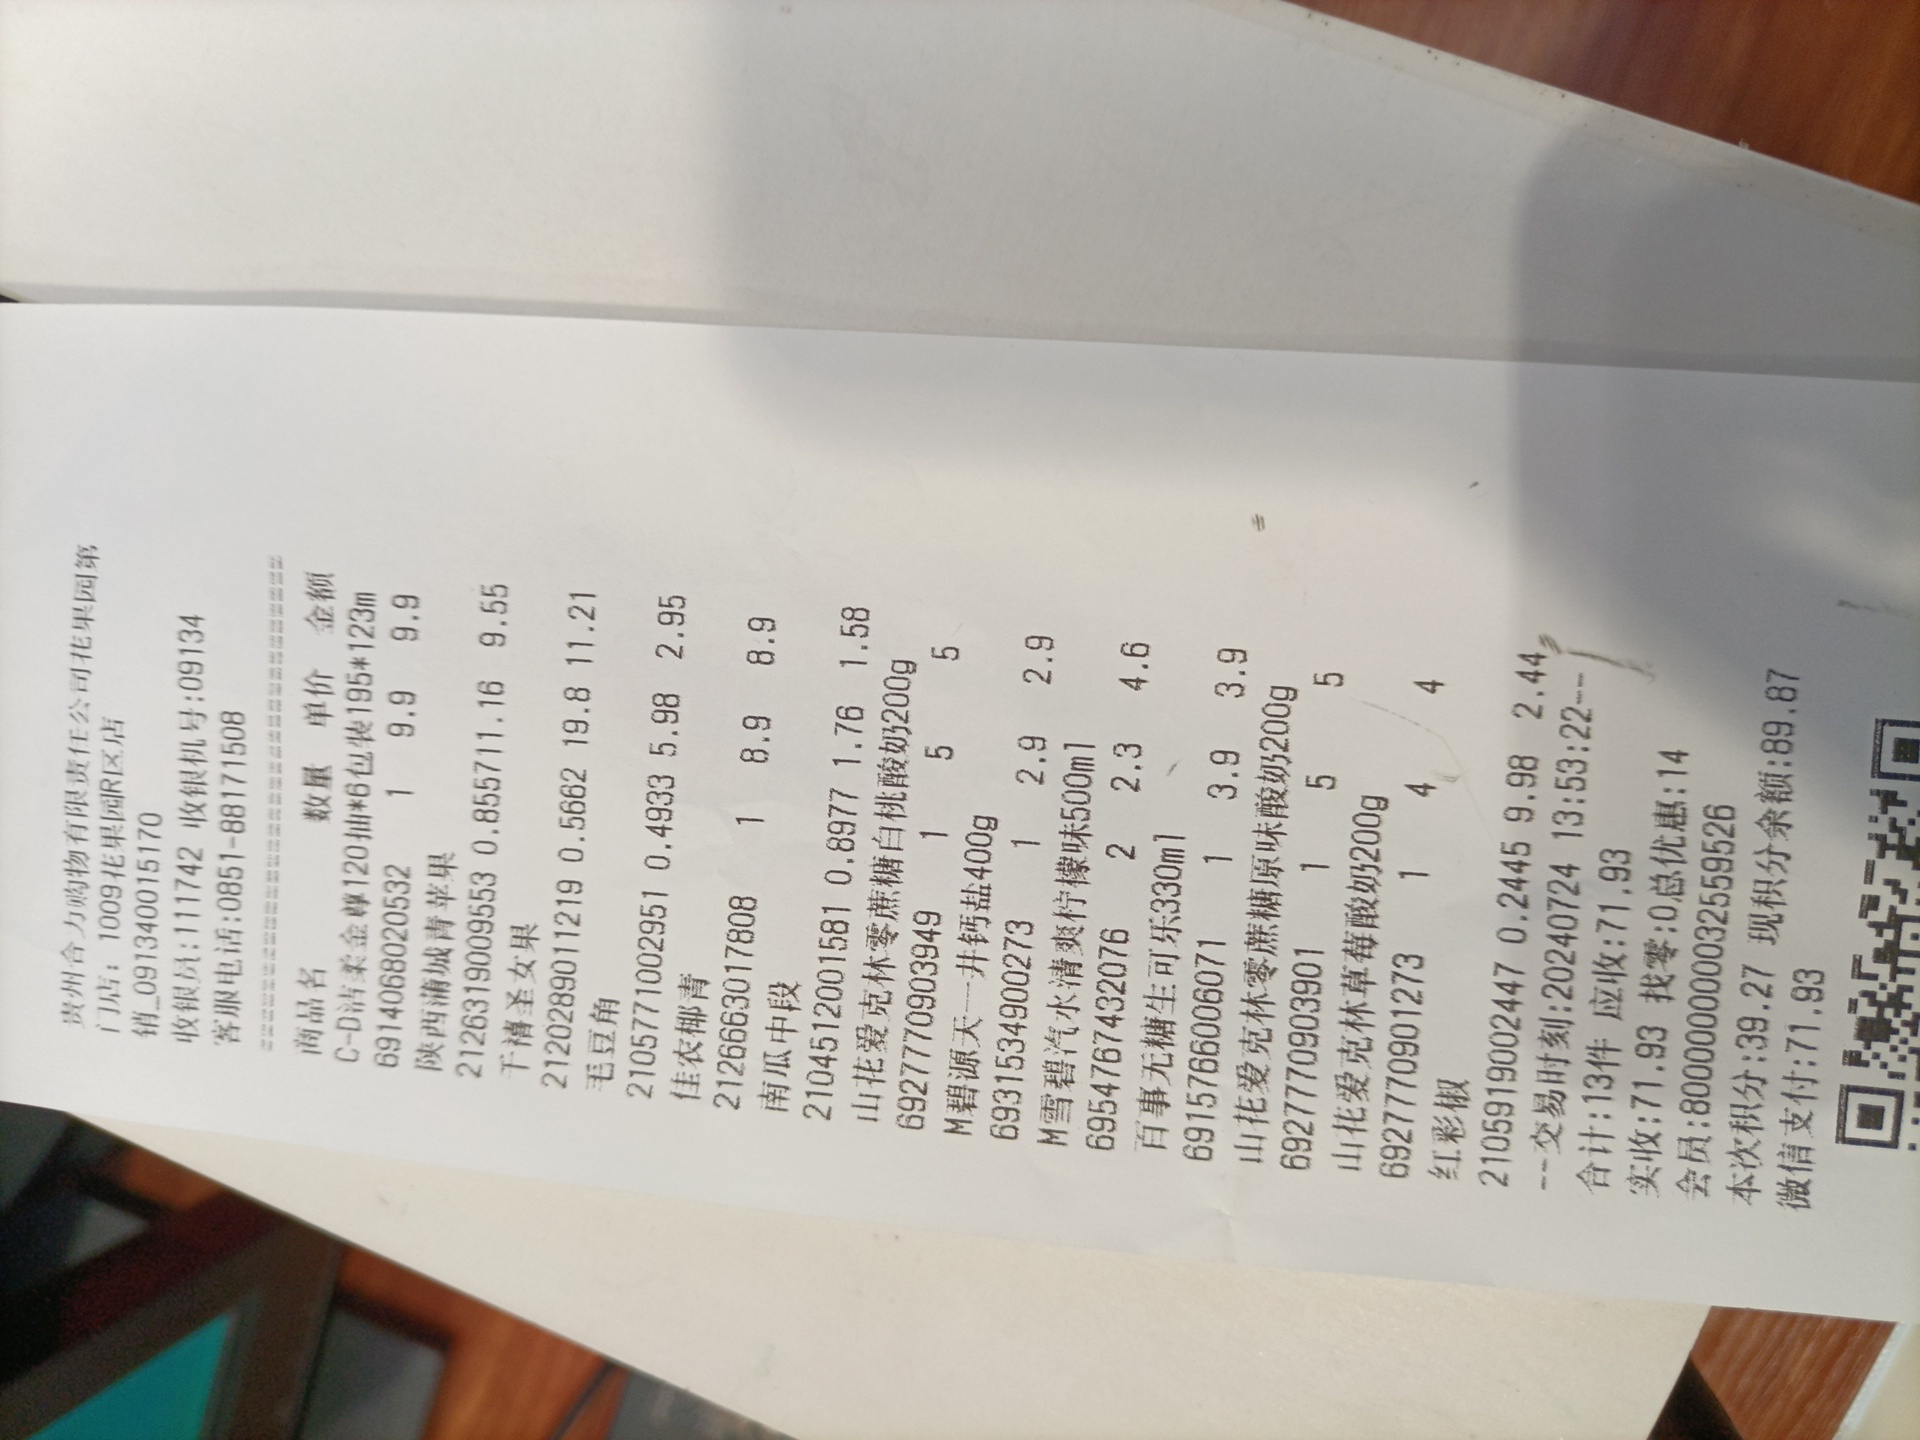 贵州合力购物有限责任公司花果园第
门店: 1009花果园R区店
销_091340015170
收银员:111742 收银机号:09134
客服电话:0851-88171508
商品名 数量 单价 金额
C-D洁柔金尊120抽*6包装195*123m
6914068020532 1 9.9 9.9
陕西蒲城青苹果
2126319009553 0.855711.16 9.55
千禧圣女果
2120289011219 0.5662 19.8 11.21
毛豆角
2105771002951 0.4933 5.98 2.95
佳农椰青
2126663017808 1 8.9 8.9
南瓜中段
2104512001581 0.8977 1.76 1.58
山花爱克林零蔗糖白桃酸奶200g
6927770903949 1 5 5
M碧源天一井钙盐400g
6931534900273 1 2.9 2.9
M雪碧汽水清爽柠檬味500ml
6954767432076 2 2.3 4.6
百事无糖生可乐330ml
6915766006071 1 3.9 3.9
山花爱克林零蔗糖原味酸奶200g
6927770903901 1 5 5
山花爱克林草莓酸奶200g
6927770901273 1 4 4
红彩椒
2105919002447 0.2445 9.98 2.44
--交易时刻:20240724 13:53:22--
合计:13件 应收:71.93
实收:71.93 找零:0总优惠:14
会员:8000000003255952​6
本次积分:39.27 现积分余额:89.87
微信支付:71.93